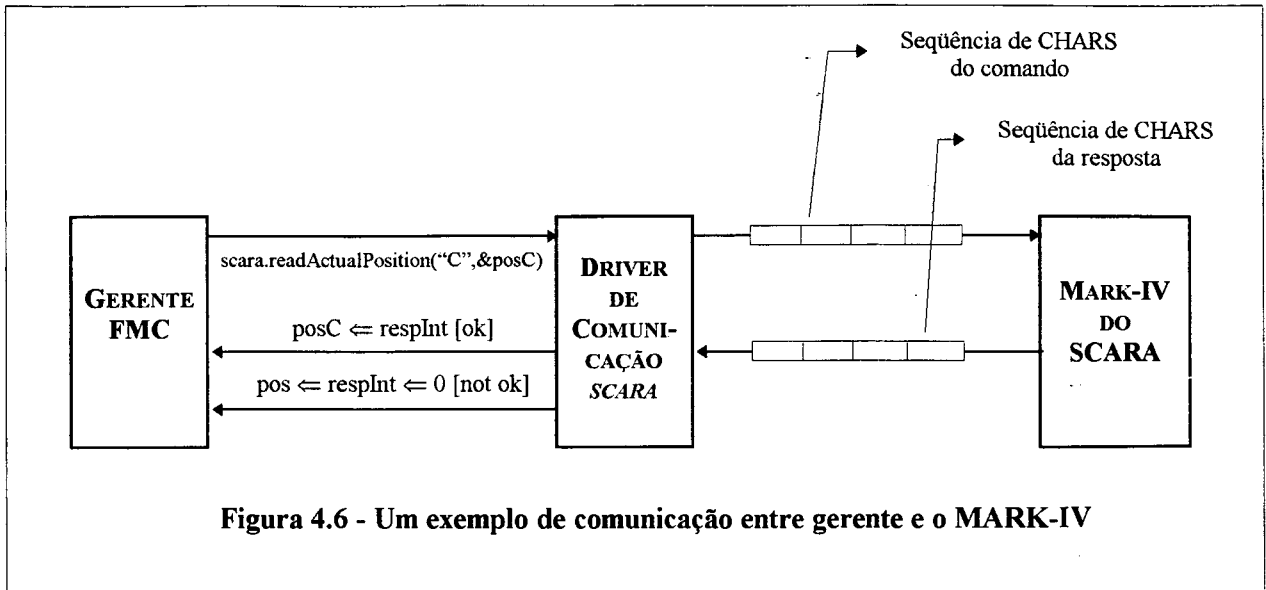 Seqüência de CHARS
do comando
Seqüência de CHARS
da resposta
GERENTE
FMC
scara.readActualPosition("C",&posC)
posC ⇐ respInt [ok]
pos ⇐ respInt ⇐ 0 [not ok]
DRIVER
DE
COMUNI-
CAÇÃO
SCARA
MARK-IV
DO
SCARA
Figura 4.6 - Um exemplo de comunicação entre gerente e o MARK-IV